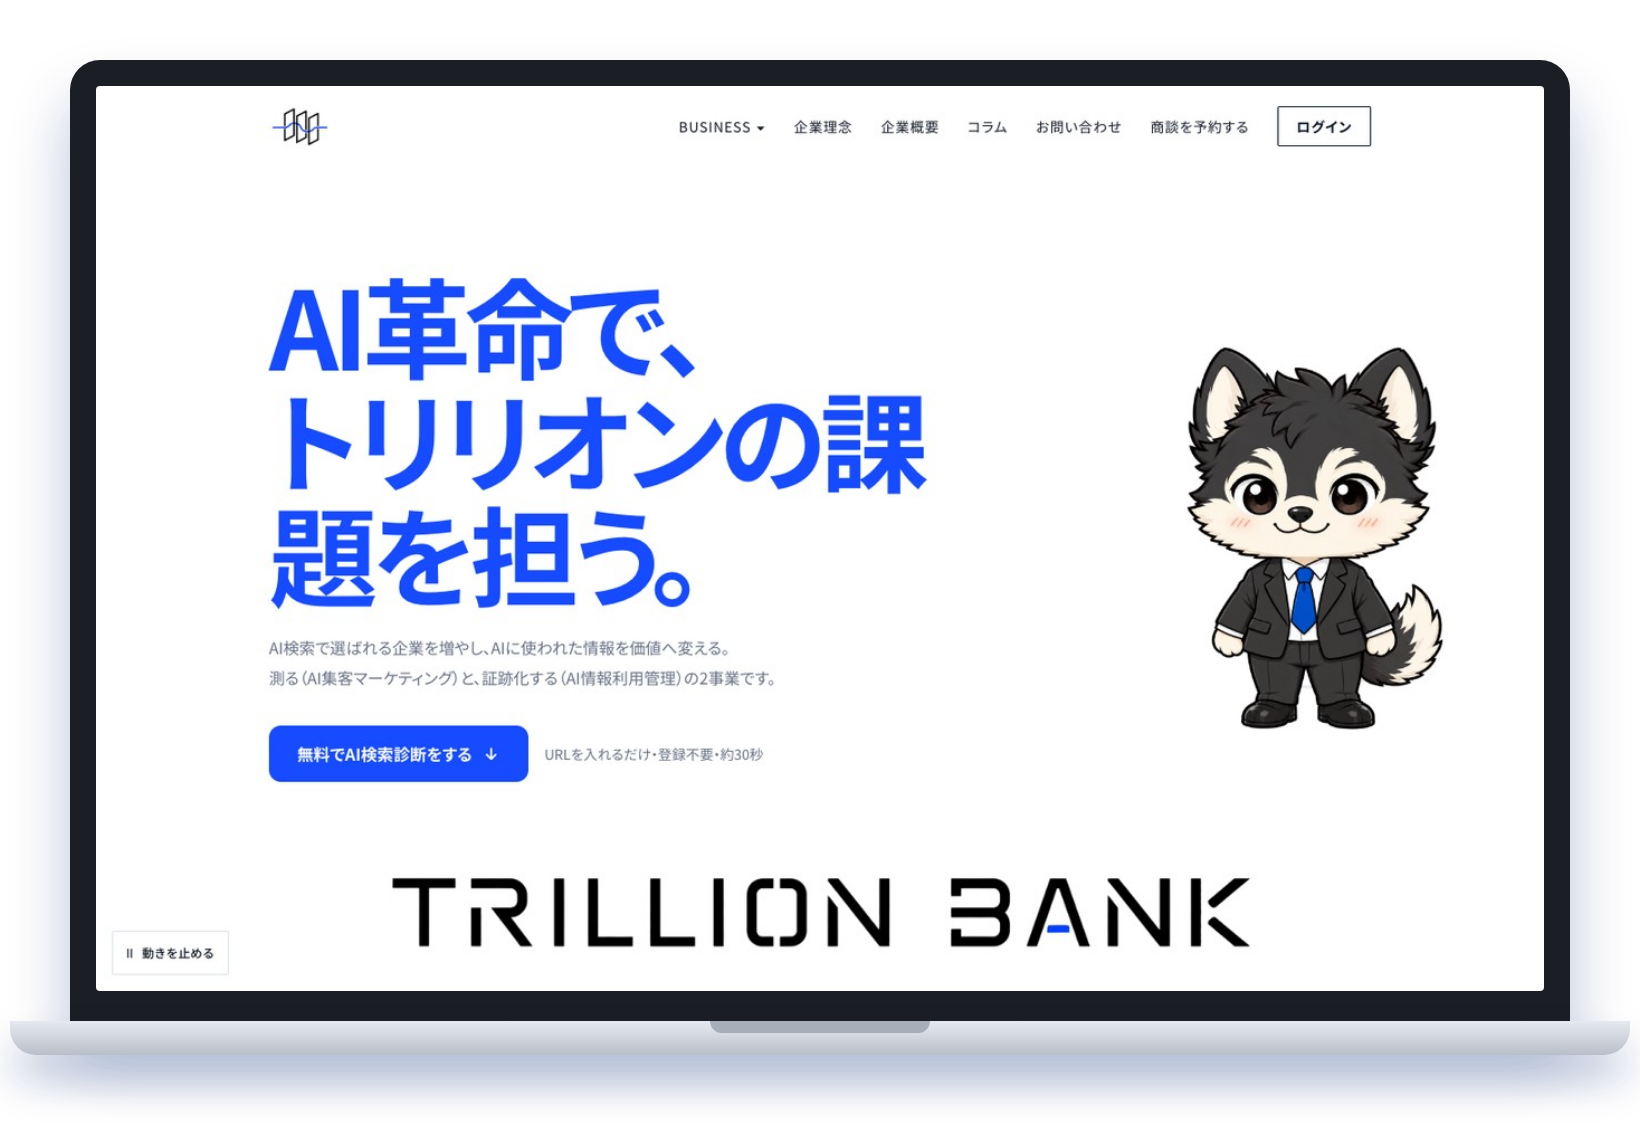 BUSINESS
企業理念
企業概要
コラム
お問い合わせ
商談を予約する
ログイン
AI革命で、
トリリオンの課
題を担う。
AI検索で選ばれる企業を増やし、AIに使われた情報を価値へ変える。
測る（AI集客マーケティング）と、証跡化する（AI情報利用管理）の2事業です。
無料でAI検索診断をする ↓
URLを入れるだけ・登録不要・約30秒
TRILLION BANK
動きを止める